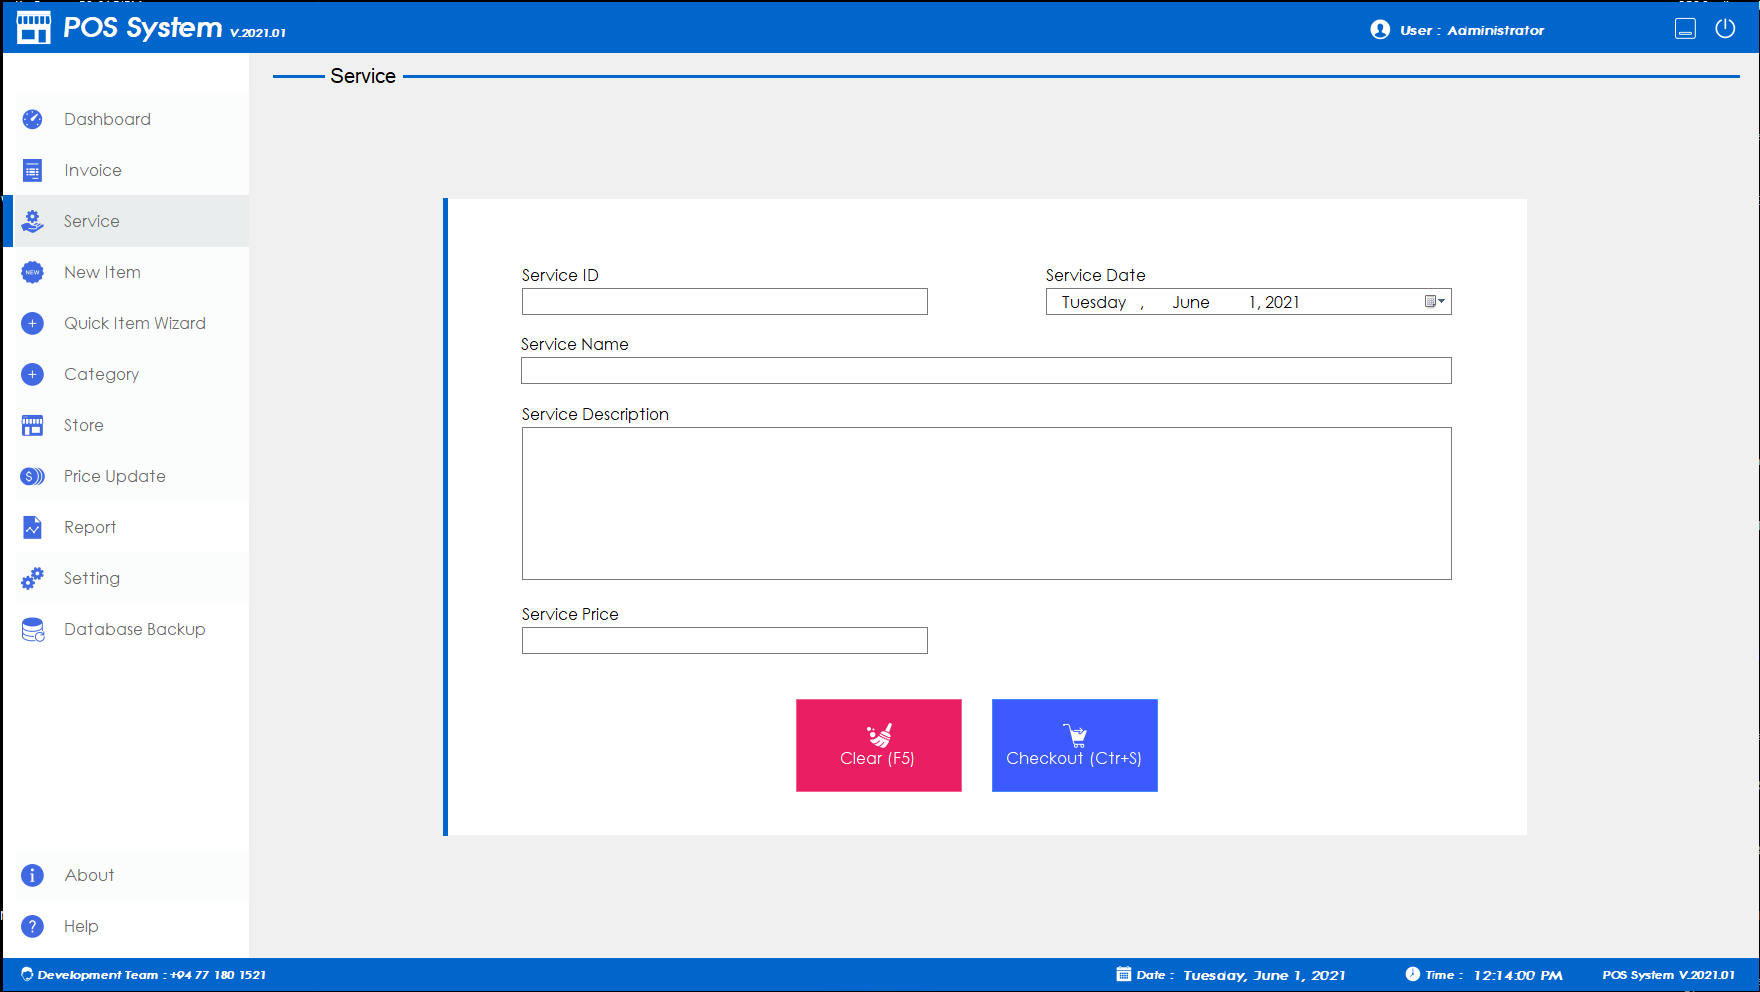 POS System V.2021.01
User : Administrator
Service
Dashboard
Invoice
Service
NEW
New Item
Quick Item Wizard
Category
Store
Price Update
Report
Setting
Database Backup
About
Help
Service ID
Service Date
Tuesday , June 1, 2021
Service Name
Service Description
Service Price
Clear (F5)
Checkout (Ctr+S)
Development Team : +94 77 180 1521
Date : Tuesday, June 1, 2021
Time : 12:14:00 PM
POS System V.2021.01